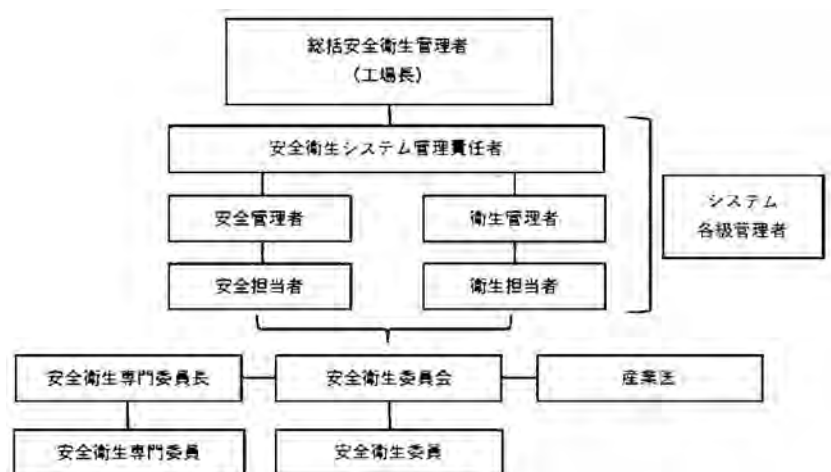 総括安全衛生管理者
（工場長）
安全衛生システム管理責任者
安全管理者
衛生管理者
システム
各級管理者
安全担当者
衛生担当者
安全衛生専門委員長
安全衛生委員会
産業医
安全衛生専門委員
安全衛生委員